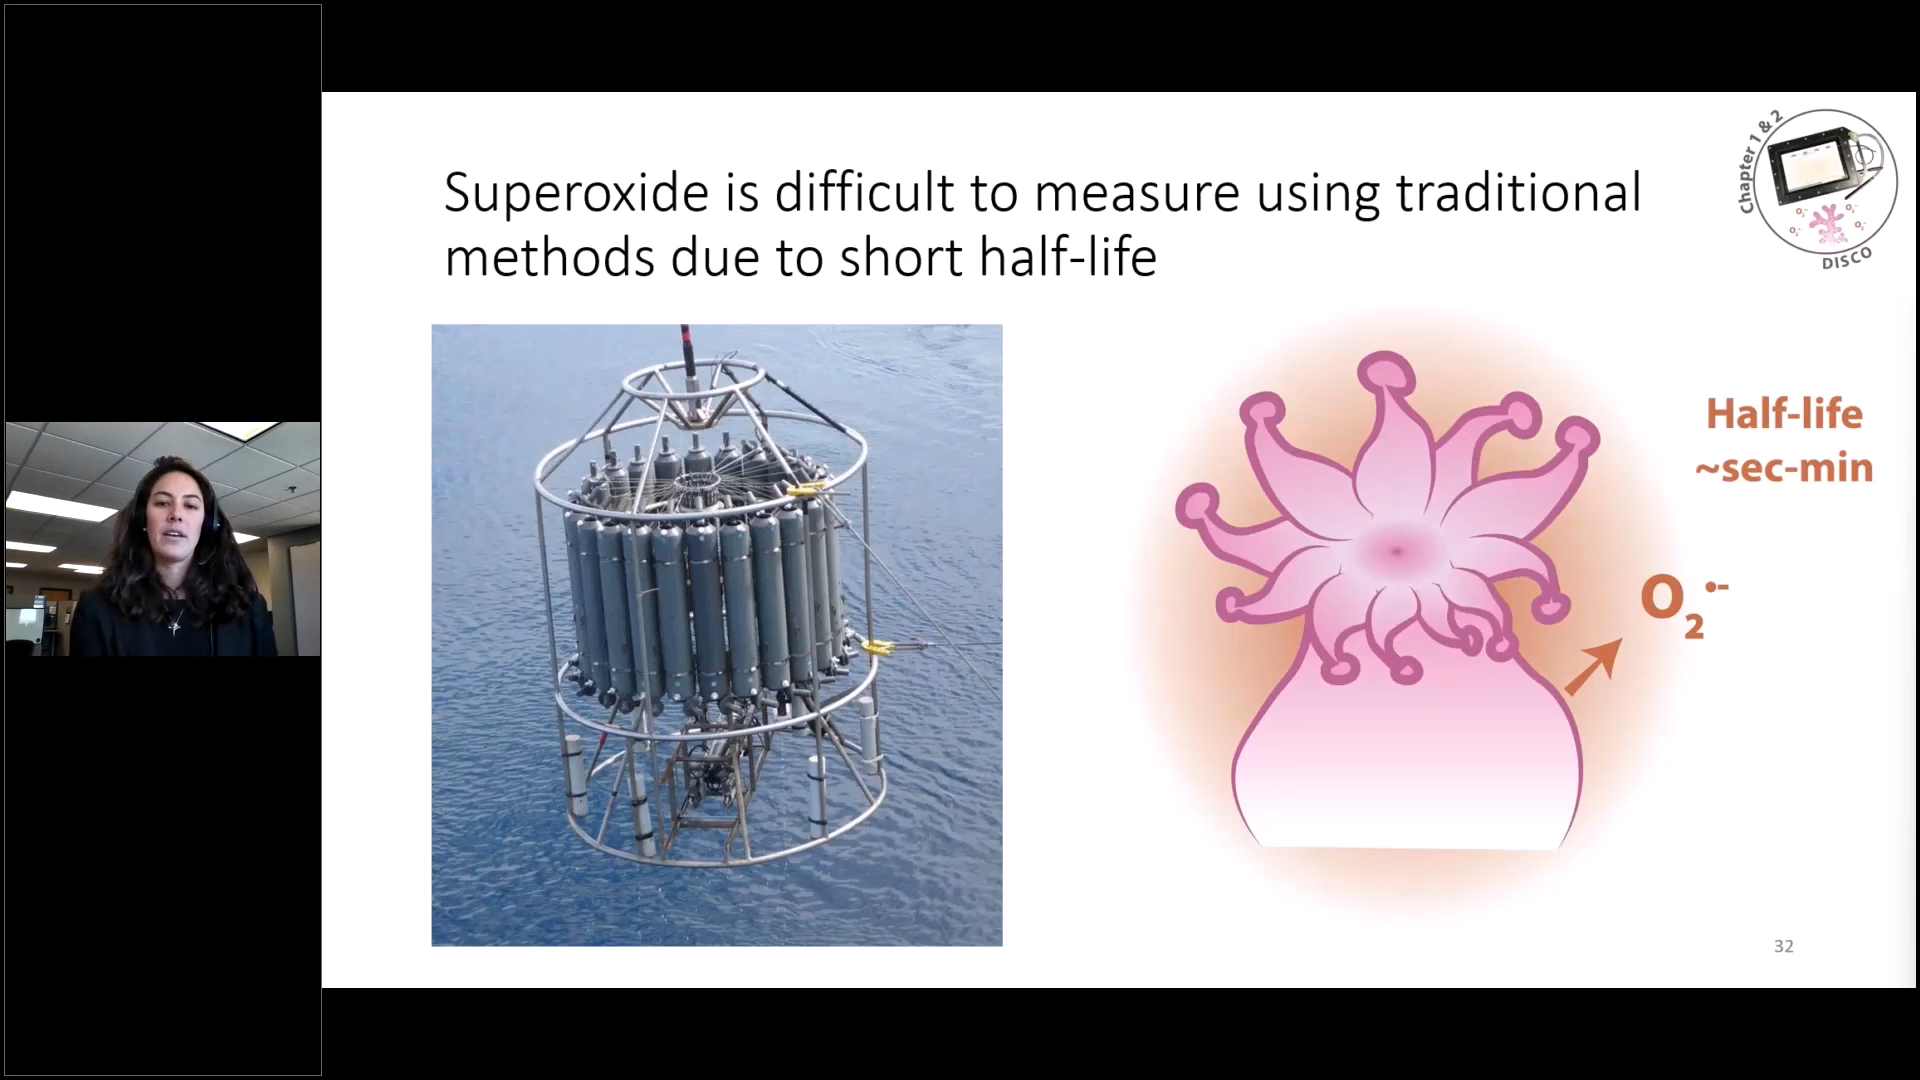 Superoxide is difficult to measure using traditional
methods due to short half-life
Chapter 1 & 2
DISCO
Half-life
~sec-min
O₂•-
32